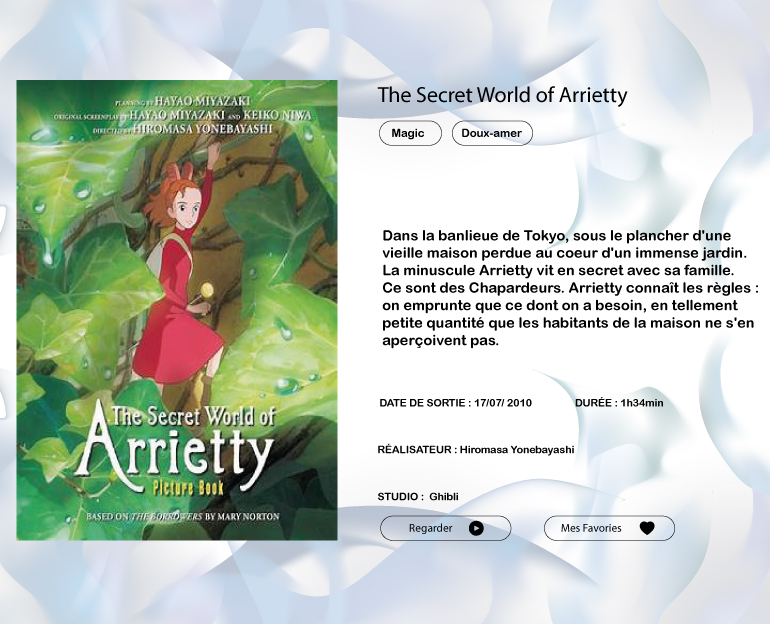 PLANNING BY HAYAO MIYAZAKI
ORIGINAL SCREENPLAY BY HAYAO MIYAZAKI AND KEIKO NIWA
DIRECTED BY HIROMASA YONEBAYASHI
The Secret World of
Arrietty
Picture Book
BASED ON THE BORROWERS BY MARY NORTON
The Secret World of Arrietty
Magic Doux-amer
Dans la banlieue de Tokyo, sous le plancher d'une
vieille maison perdue au coeur d'un immense jardin.
La minuscule Arrietty vit en secret avec sa famille.
Ce sont des Chapardeurs. Arrietty connaît les règles :
on emprunte que ce dont on a besoin, en tellement
petite quantité que les habitants de la maison ne s'en
aperçoivent pas.
DATE DE SORTIE : 17/07/ 2010 DURÉE : 1h34min
RÉALISATEUR : Hiromasa Yonebayashi
STUDIO : Ghibli
Regarder Mes Favories